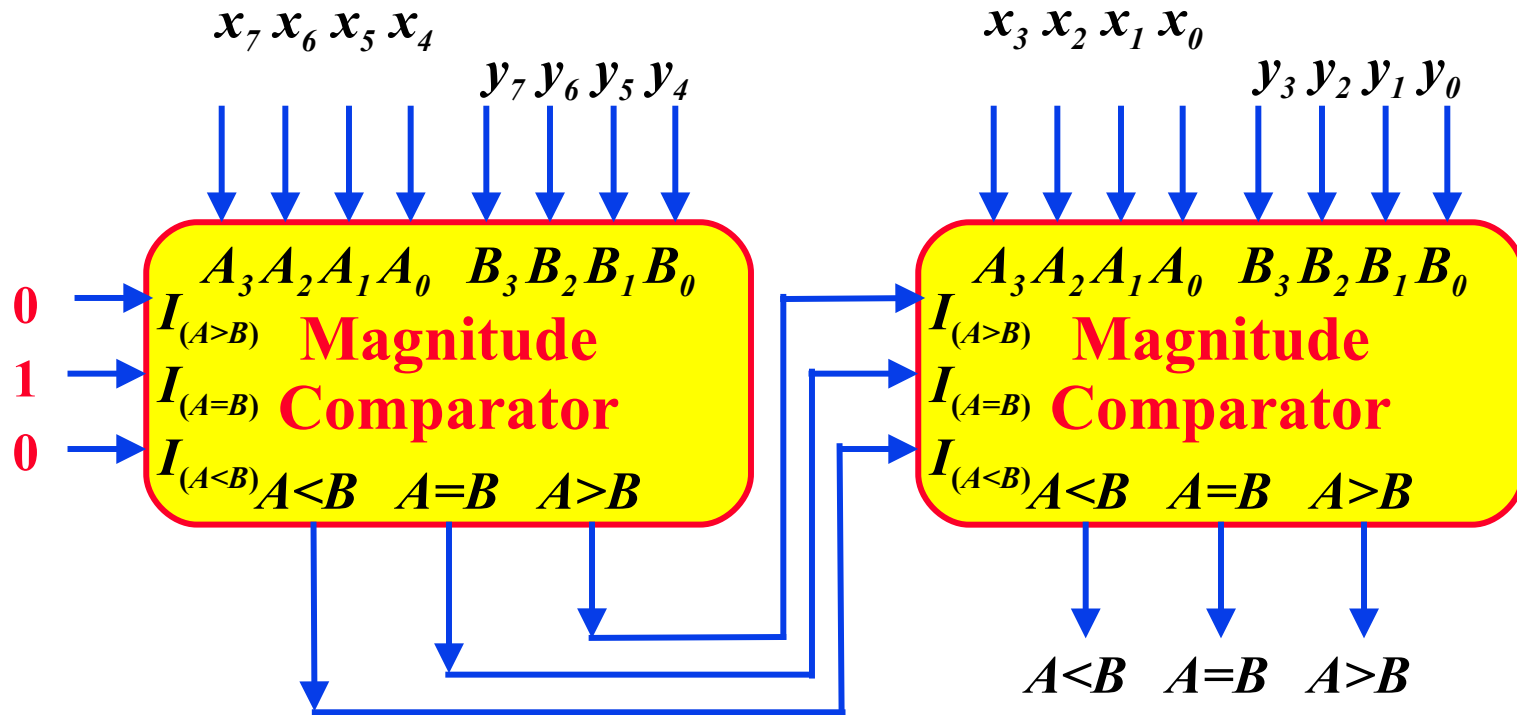 x₇ x₆ x₅ x₄
y₇ y₆ y₅ y₄
A₃ A₂ A₁ A₀ B₃ B₂ B₁ B₀
0
I(A>B)
1
I(A=B)
0
I(A<B)
Magnitude
Comparator
A<B A=B A>B
x₃ x₂ x₁ x₀
y₃ y₂ y₁ y₀
A₃ A₂ A₁ A₀ B₃ B₂ B₁ B₀
I(A>B)
I(A=B)
I(A<B)
Magnitude
Comparator
A<B A=B A>B
A<B A=B A>B